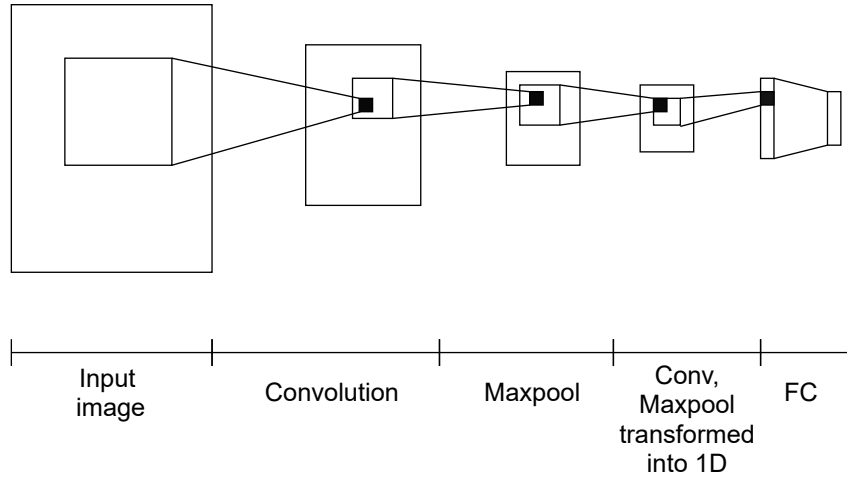 Input
image
Convolution
Maxpool
Conv,
Maxpool
transformed
into 1D
FC